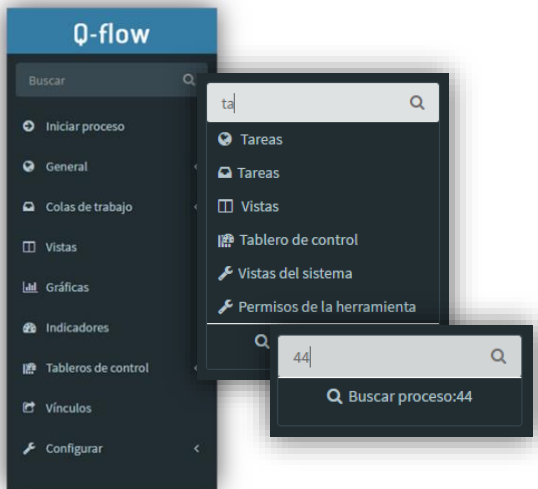 Q-flow
Buscar
Iniciar proceso
General
Colas de trabajo
Vistas
Gráficas
Indicadores
Tableros de control
Vínculos
Configurar
ta
Tareas
Tareas
Vistas
Tablero de control
Vistas del sistema
Permisos de la herramienta
44
Buscar proceso:44